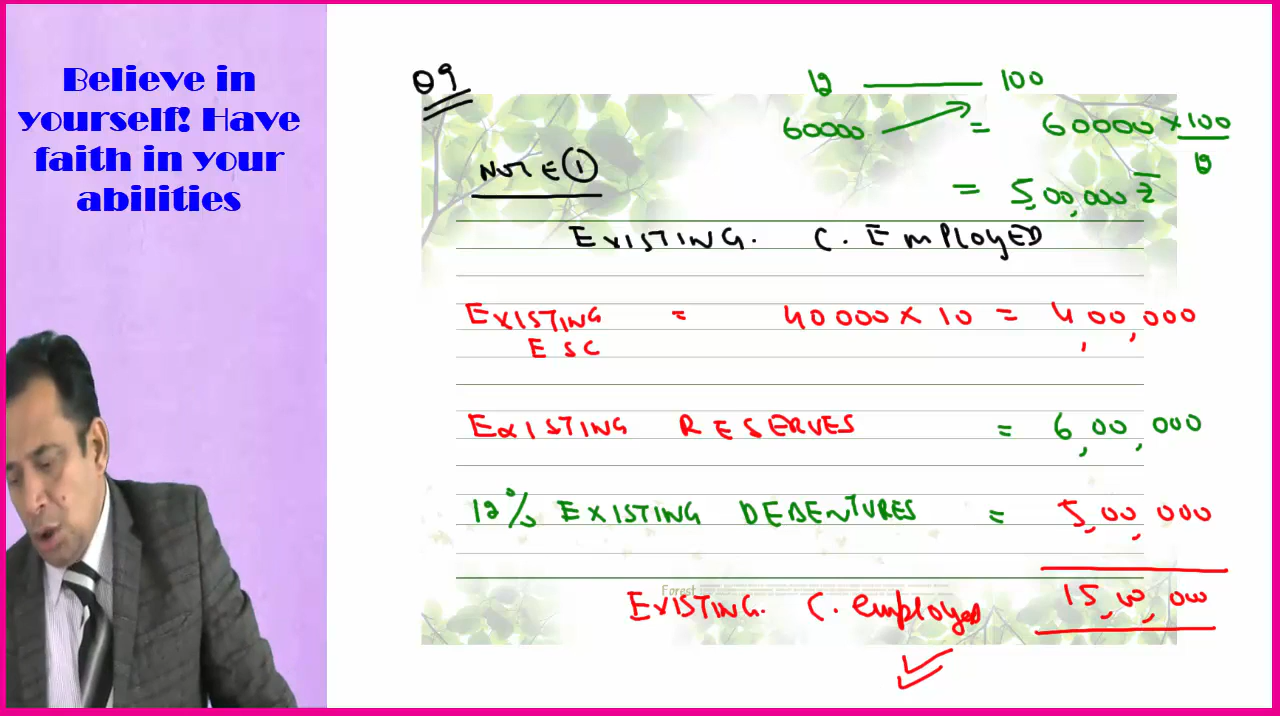 Believe in
yourself! Have
faith in your
abilities
Q9
12 ——— 100
60000 = 60000 × 100
12
= 5,00,000
NOTE ①
EXISTING. C. EMPLOYED
EXISTING = 40000 × 10 = 4,00,000
ESC
EXISTING RESERVES = 6,00,000
12% EXISTING DEBENTURES = 5,00,000
Forest
EXISTING. C. employed 15,00,000